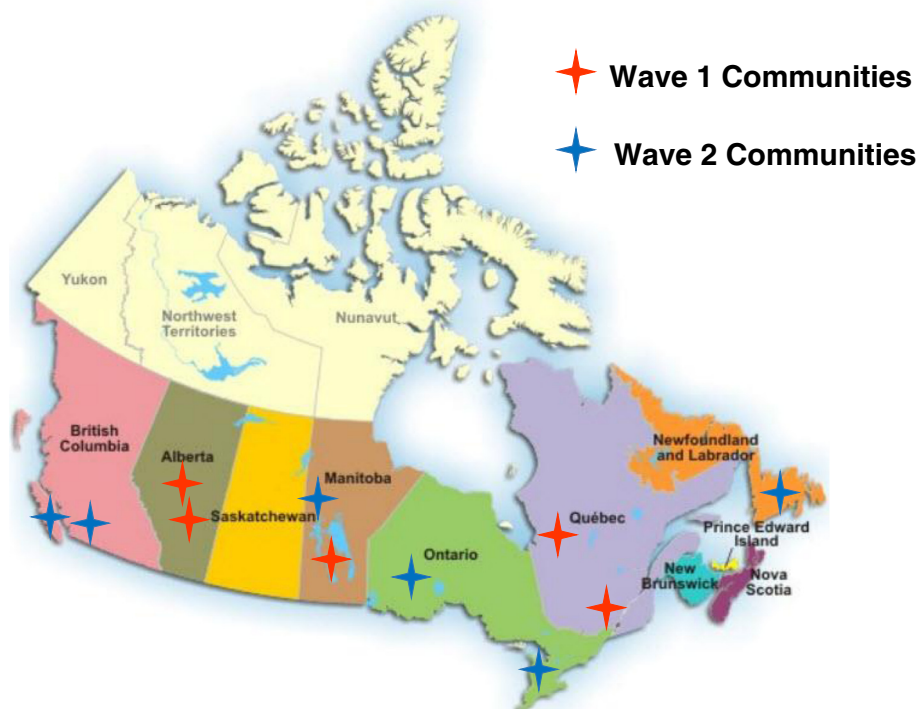 Wave 1 Communities
Wave 2 Communities
Yukon
Northwest
Territories
Nunavut
British
Columbia
Alberta
Saskatchewan
Manitoba
Ontario
Québec
Newfoundland
and Labrador
Prince Edward
Island
New
Brunswick
Nova
Scotia